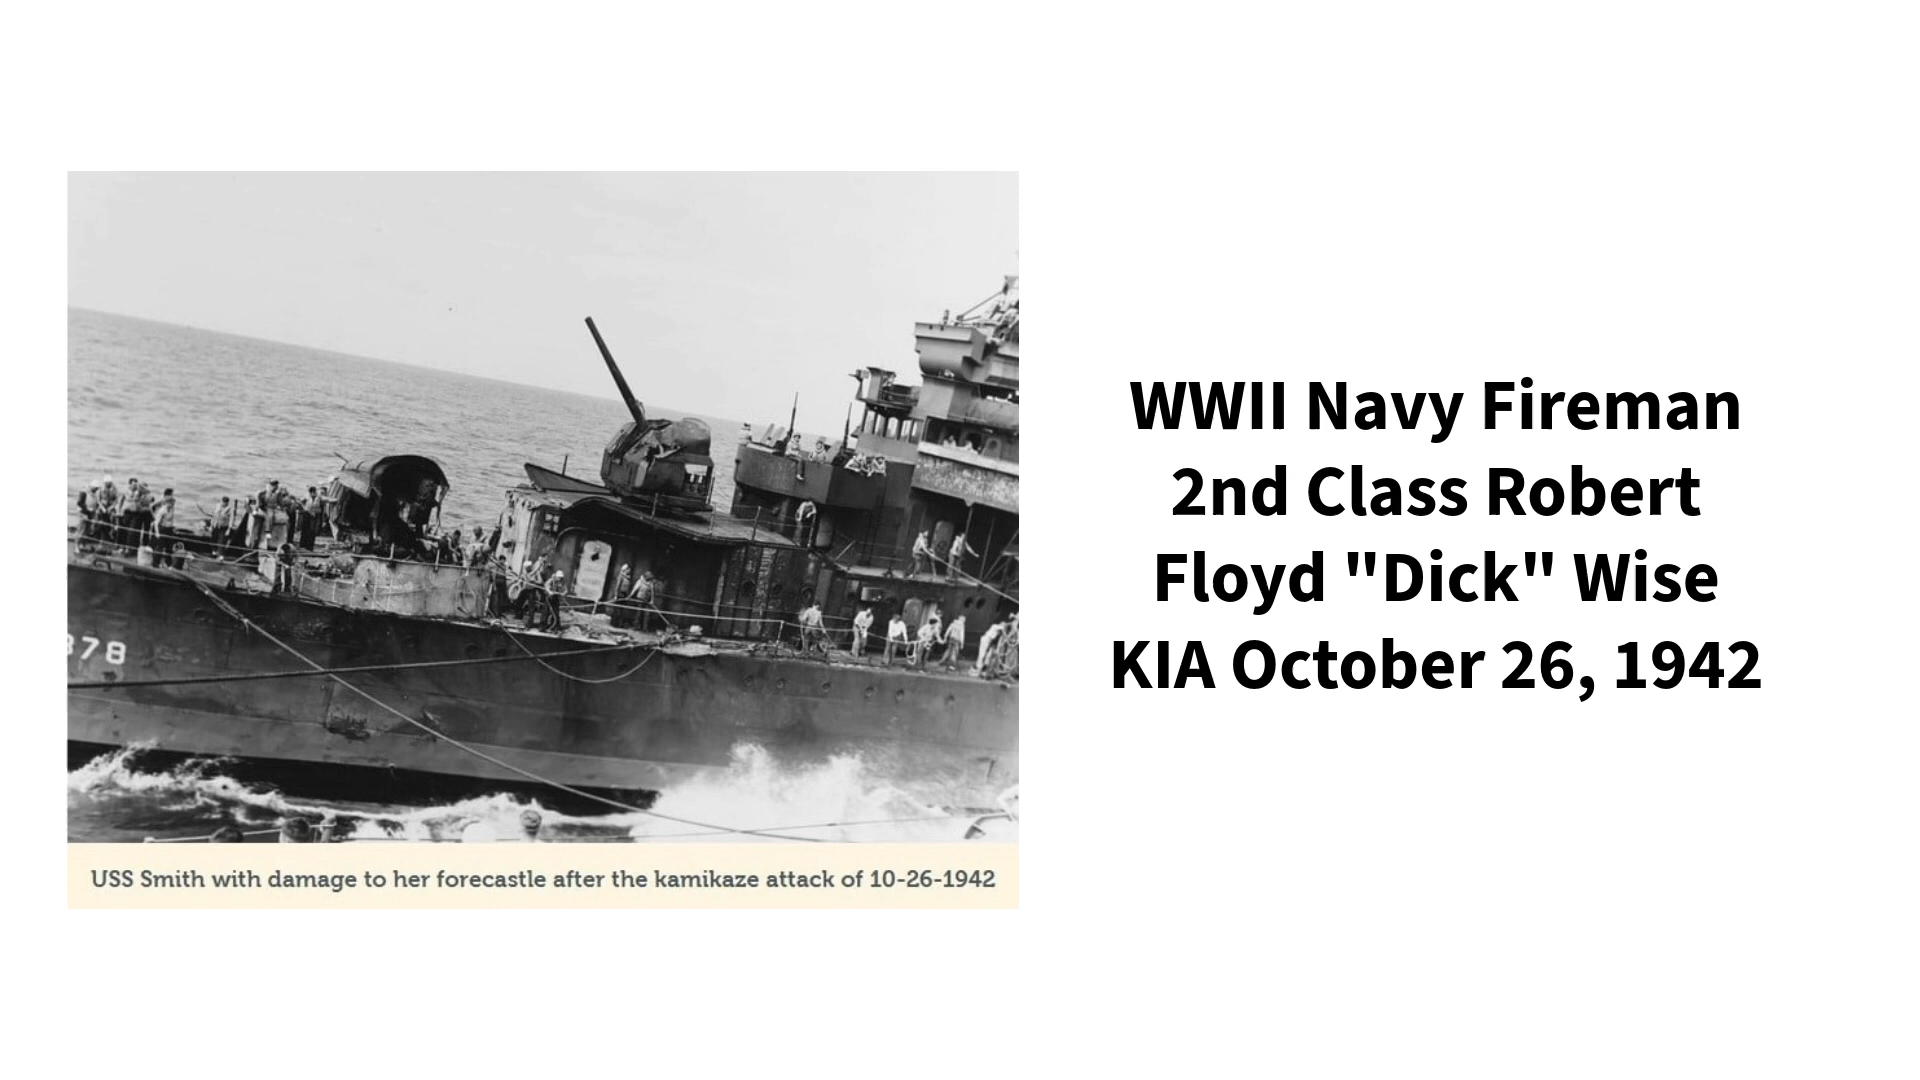 378
USS Smith with damage to her forecastle after the kamikaze attack of 10-26-1942
WWII Navy Fireman
2nd Class Robert
Floyd "Dick" Wise
KIA October 26, 1942